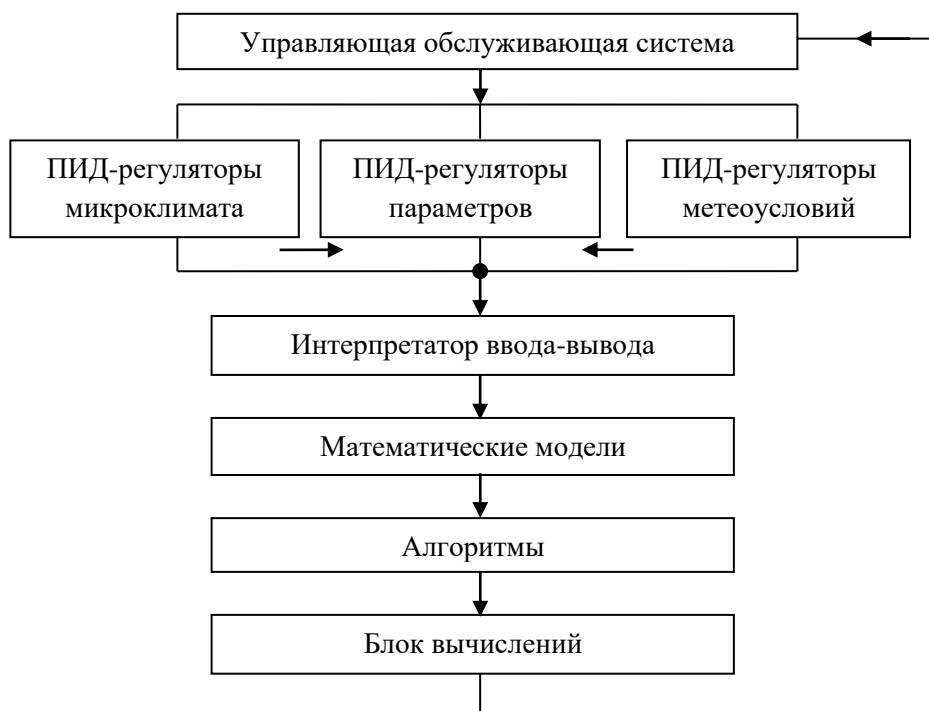 Управляющая обслуживающая система
ПИД-регуляторы
микроклимата
ПИД-регуляторы
параметров
ПИД-регуляторы
метеоусловий
Интерпретатор ввода-вывода
Математические модели
Алгоритмы
Блок вычислений